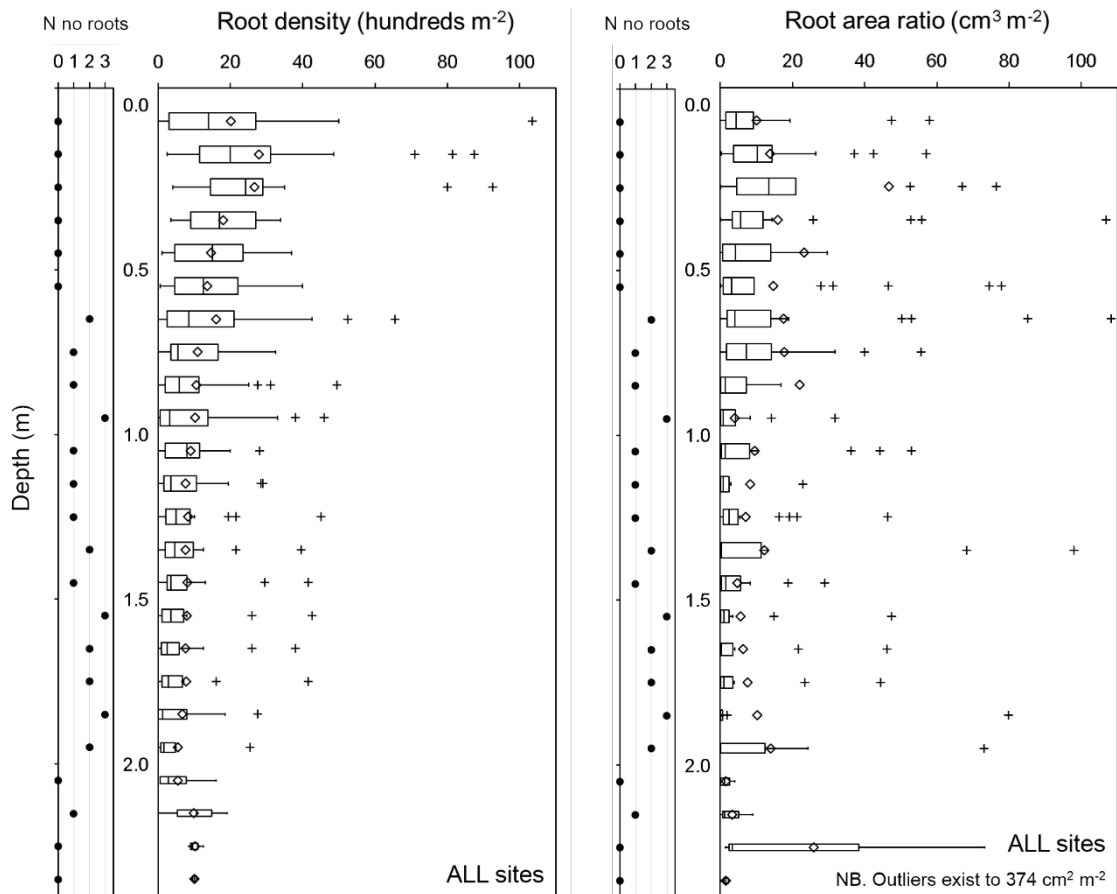 N no roots Root density (hundreds m-2)
0 1 2 3 0 20 40 60 80 100
0.0
0.5
1.0
1.5
2.0
Depth (m)
ALL sites
N no roots Root area ratio (cm3 m-2)
0 1 2 3 0 20 40 60 80 100
0.0
0.5
1.0
1.5
2.0
Depth (m)
ALL sites
NB. Outliers exist to 374 cm2 m-2